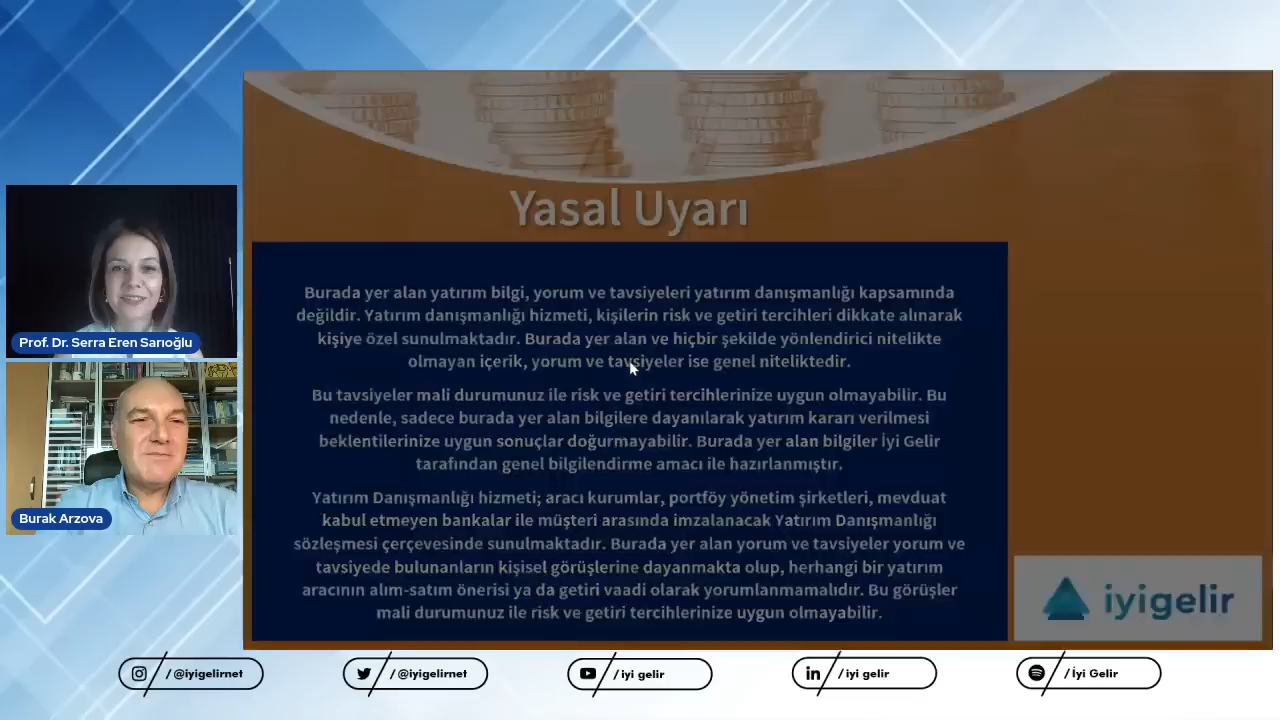 Yasal Uyarı
Burada yer alan yatırım bilgi, yorum ve tavsiyeleri yatırım danışmanlığı kapsamında
değildir. Yatırım danışmanlığı hizmeti, kişilerin risk ve getiri tercihleri dikkate alınarak
kişiye özel sunulmaktadır. Burada yer alan ve hiçbir şekilde yönlendirici nitelikte
olmayan içerik, yorum ve tavsiyeler ise genel niteliktedir.
Bu tavsiyeler mali durumunuz ile risk ve getiri tercihlerinize uygun olmayabilir. Bu
nedenle, sadece burada yer alan bilgilere dayanılarak yatırım kararı verilmesi
beklentilerinize uygun sonuçlar doğurmayabilir. Burada yer alan bilgiler İyi Gelir
tarafından genel bilgilendirme amacı ile hazırlanmıştır.
Yatırım Danışmanlığı hizmeti; aracı kurumlar, portföy yönetim şirketleri, mevduat
kabul etmeyen bankalar ile müşteri arasında imzalanacak Yatırım Danışmanlığı
sözleşmesi çerçevesinde sunulmaktadır. Burada yer alan yorum ve tavsiyeler yorum ve
tavsiyede bulunanların kişisel görüşlerine dayanmakta olup, herhangi bir yatırım
aracının alım-satım önerisi ya da getiri vaadi olarak yorumlanmamalıdır. Bu görüşler
mali durumunuz ile risk ve getiri tercihlerinize uygun olmayabilir.
iyigelir
Prof. Dr. Serra Eren Sarıoğlu
Burak Arzova
/ @iyigelirnet
/ @iyigelirnet
/ iyi gelir
/ iyi gelir
/ İyi Gelir